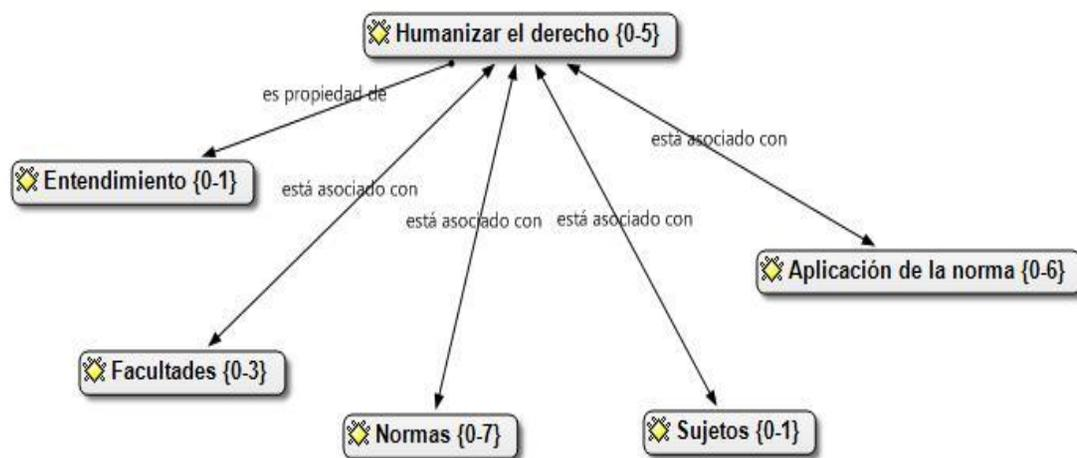 Humanizar el derecho {0-5}
es propiedad de
está asociado con
Entendimiento {0-1}
está asociado con
está asociado con
está asociado con
Aplicación de la norma {0-6}
Facultades {0-3}
Normas {0-7}
Sujetos {0-1}